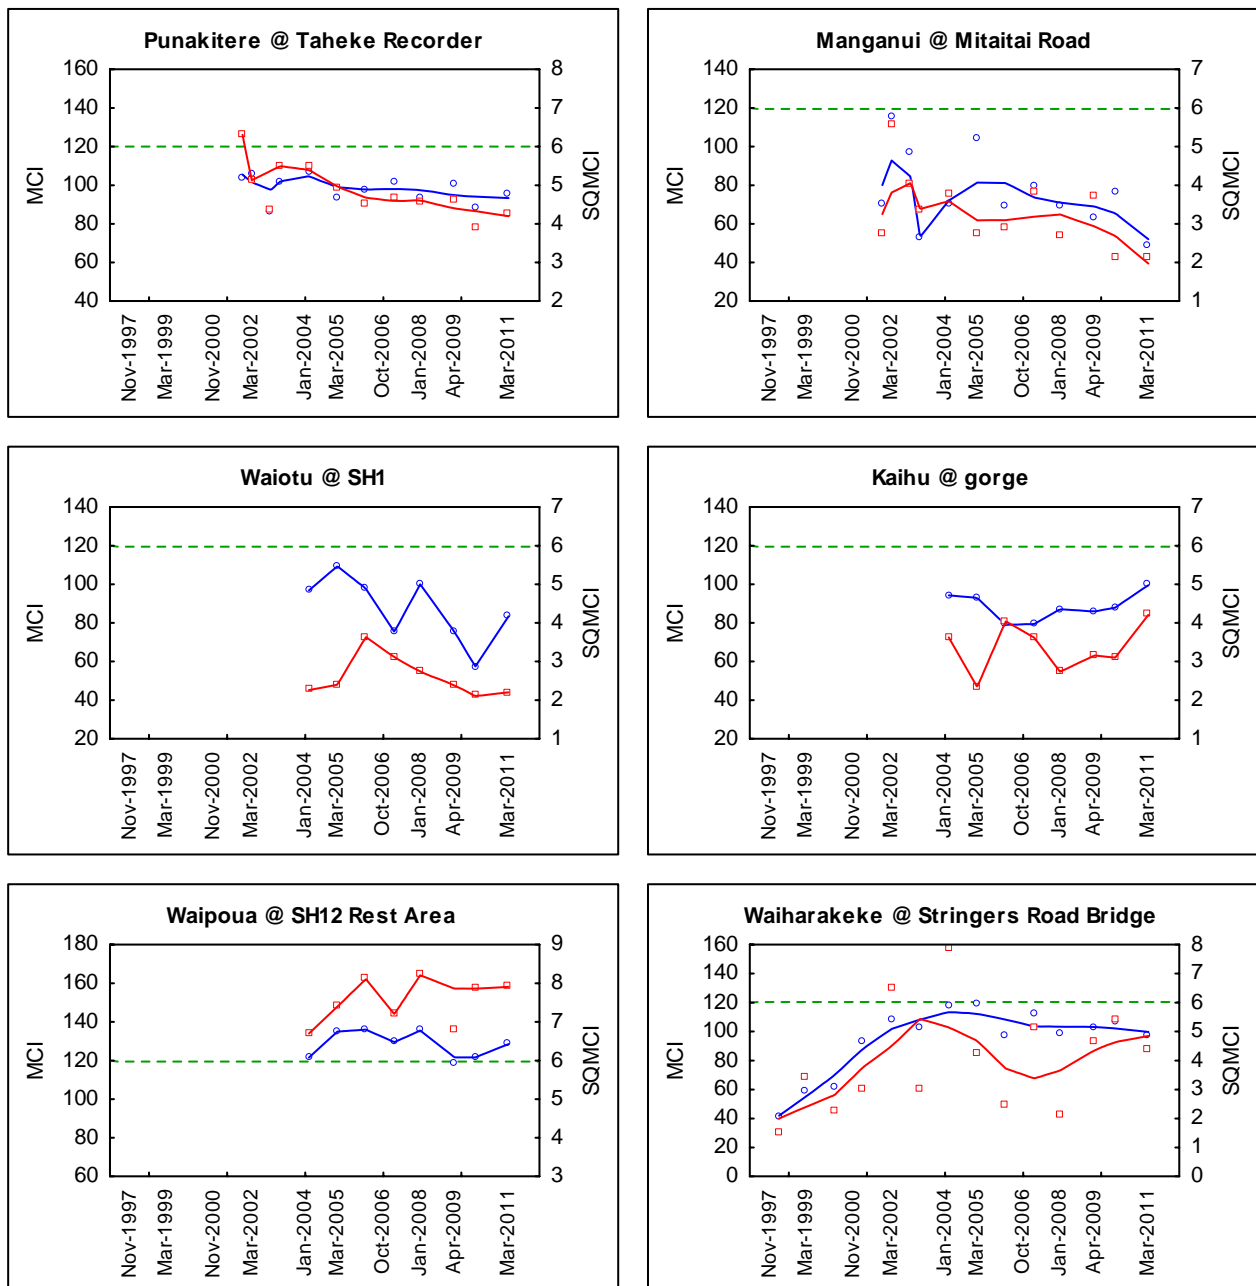 Punakitere @ Taheke Recorder
MCI
160
140
120
100
80
60
40
8
7
6
5
4
3
2
SQMCI
Nov-1997
Mar-1999
Nov-2000
Mar-2002
Jan-2004
Mar-2005
Oct-2006
Jan-2008
Apr-2009
Mar-2011
Manganui @ Mitaitai Road
MCI
140
120
100
80
60
40
20
7
6
5
4
3
2
1
SQMCI
Nov-1997
Mar-1999
Nov-2000
Mar-2002
Jan-2004
Mar-2005
Oct-2006
Jan-2008
Apr-2009
Mar-2011
Waiotu @ SH1
MCI
140
120
100
80
60
40
20
7
6
5
4
3
2
1
SQMCI
Nov-1997
Mar-1999
Nov-2000
Mar-2002
Jan-2004
Mar-2005
Oct-2006
Jan-2008
Apr-2009
Mar-2011
Kaihu @ gorge
MCI
140
120
100
80
60
40
20
7
6
5
4
3
2
1
SQMCI
Nov-1997
Mar-1999
Nov-2000
Mar-2002
Jan-2004
Mar-2005
Oct-2006
Jan-2008
Apr-2009
Mar-2011
Waipoua @ SH12 Rest Area
MCI
180
160
140
120
100
80
60
9
8
7
6
5
4
3
SQMCI
Nov-1997
Mar-1999
Nov-2000
Mar-2002
Jan-2004
Mar-2005
Oct-2006
Jan-2008
Apr-2009
Mar-2011
Waiharakeke @ Stringers Road Bridge
MCI
160
140
120
100
80
60
40
20
0
8
7
6
5
4
3
2
1
0
SQMCI
Nov-1997
Mar-1999
Nov-2000
Mar-2002
Jan-2004
Mar-2005
Oct-2006
Jan-2008
Apr-2009
Mar-2011